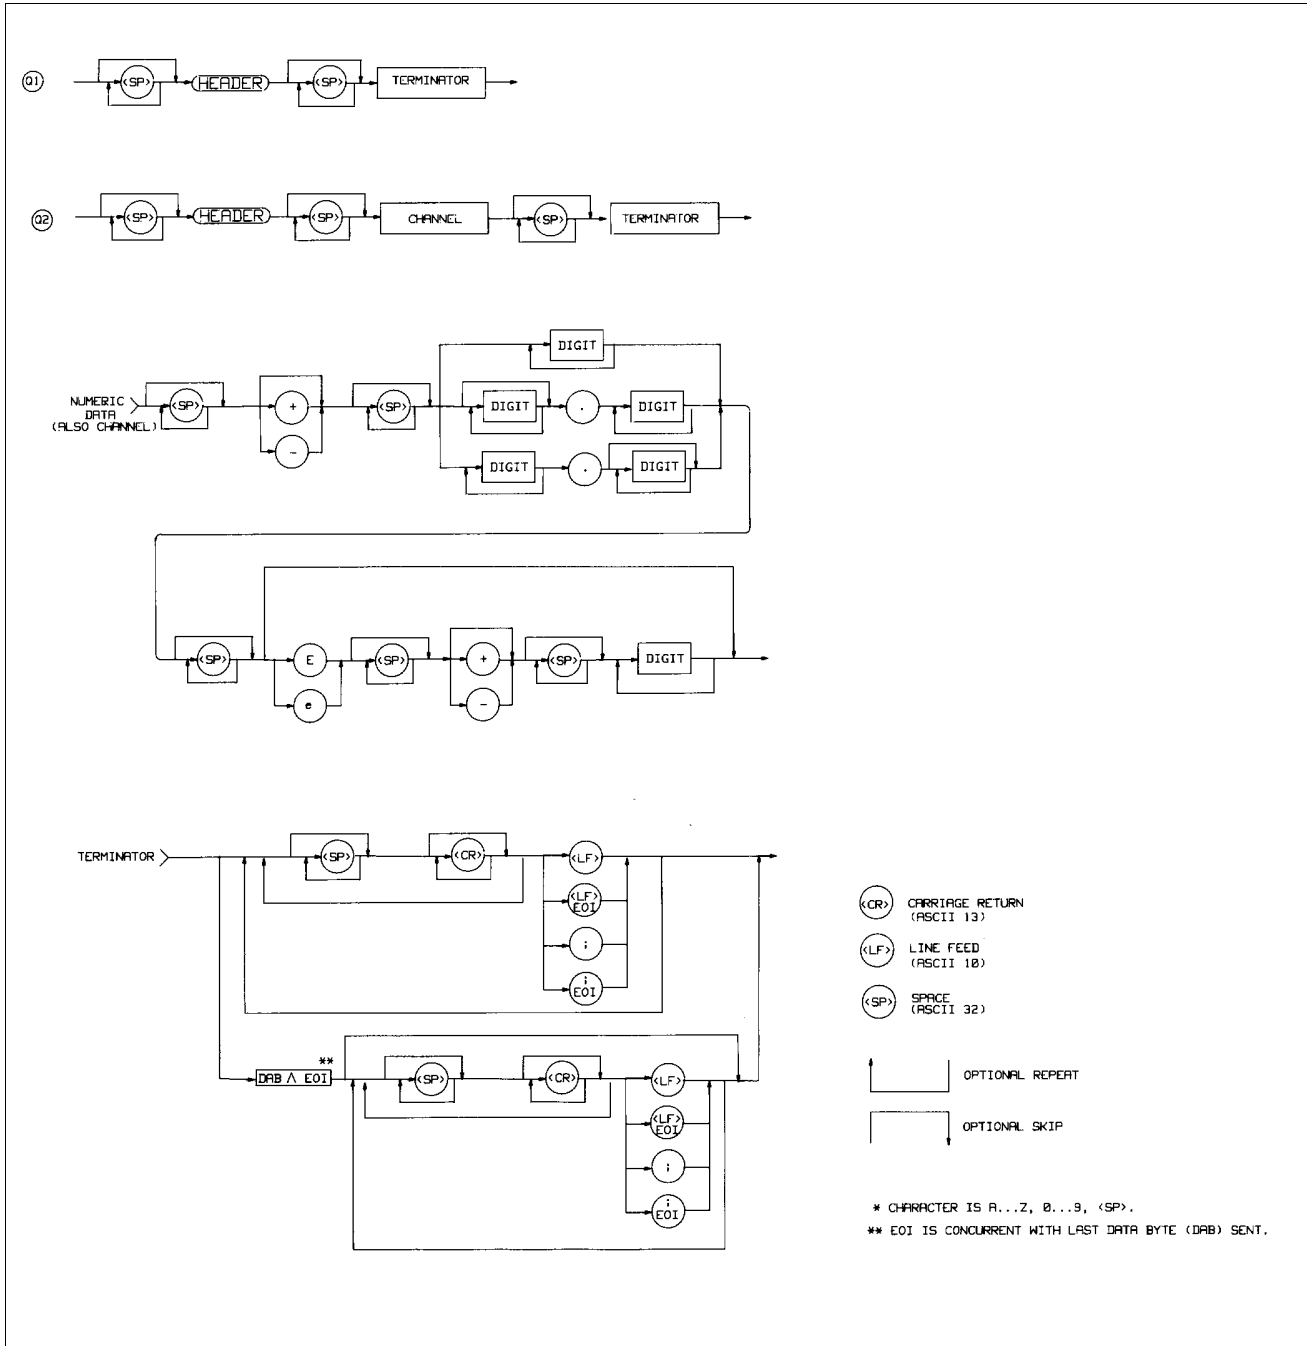 Q1 <SP> HEADER <SP> TERMINATOR
Q2 <SP> HEADER <SP> CHANNEL <SP> TERMINATOR
DIGIT
NUMERIC
DATA
(ALSO CHANNEL)
<SP> + <SP> DIGIT . DIGIT
-
DIGIT . DIGIT
<SP> E <SP> + <SP> DIGIT
e -
TERMINATOR <SP> <CR> <LF>
<LF>
EOI
;
;
EOI
**
DAB ∧ EOI <SP> <CR> <LF>
<LF>
EOI
;
;
EOI
<CR> CARRIAGE RETURN
(ASCII 13)
<LF> LINE FEED
(ASCII 10)
<SP> SPACE
(ASCII 32)
OPTIONAL REPEAT
OPTIONAL SKIP
* CHARACTER IS A...Z, 0...9, <SP>.
** EOI IS CONCURRENT WITH LAST DATA BYTE (DAB) SENT.